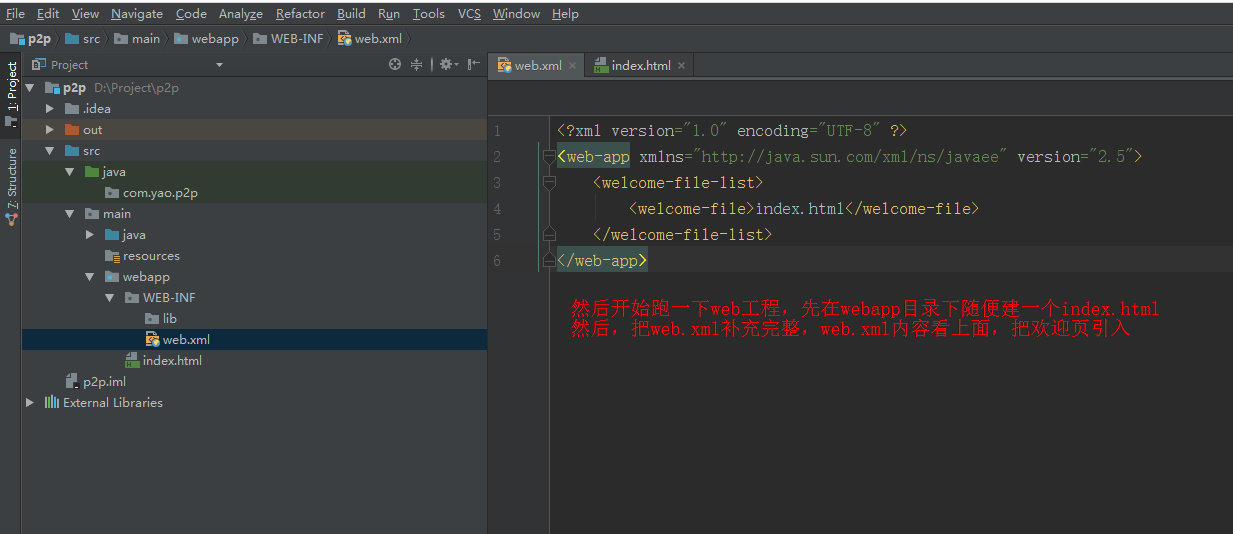 File Edit View Navigate Code Analyze Refactor Build Run Tools VCS Window Help
p2p src main webapp WEB-INF web.xml
1: Project
Z: Structure
Project
p2p D:\Project\p2p
.idea
out
src
java
com.yao.p2p
main
java
resources
webapp
WEB-INF
lib
web.xml
index.html
p2p.iml
External Libraries
web.xml index.html
1 <?xml version="1.0" encoding="UTF-8" ?>
2 <web-app xmlns="http://java.sun.com/xml/ns/javaee" version="2.5">
3 <welcome-file-list>
4 <welcome-file>index.html</welcome-file>
5 </welcome-file-list>
6 </web-app>
然后开始跑一下web工程，先在webapp目录下随便建一个index.html
然后，把web.xml补充完整，web.xml内容看上面，把欢迎页引入